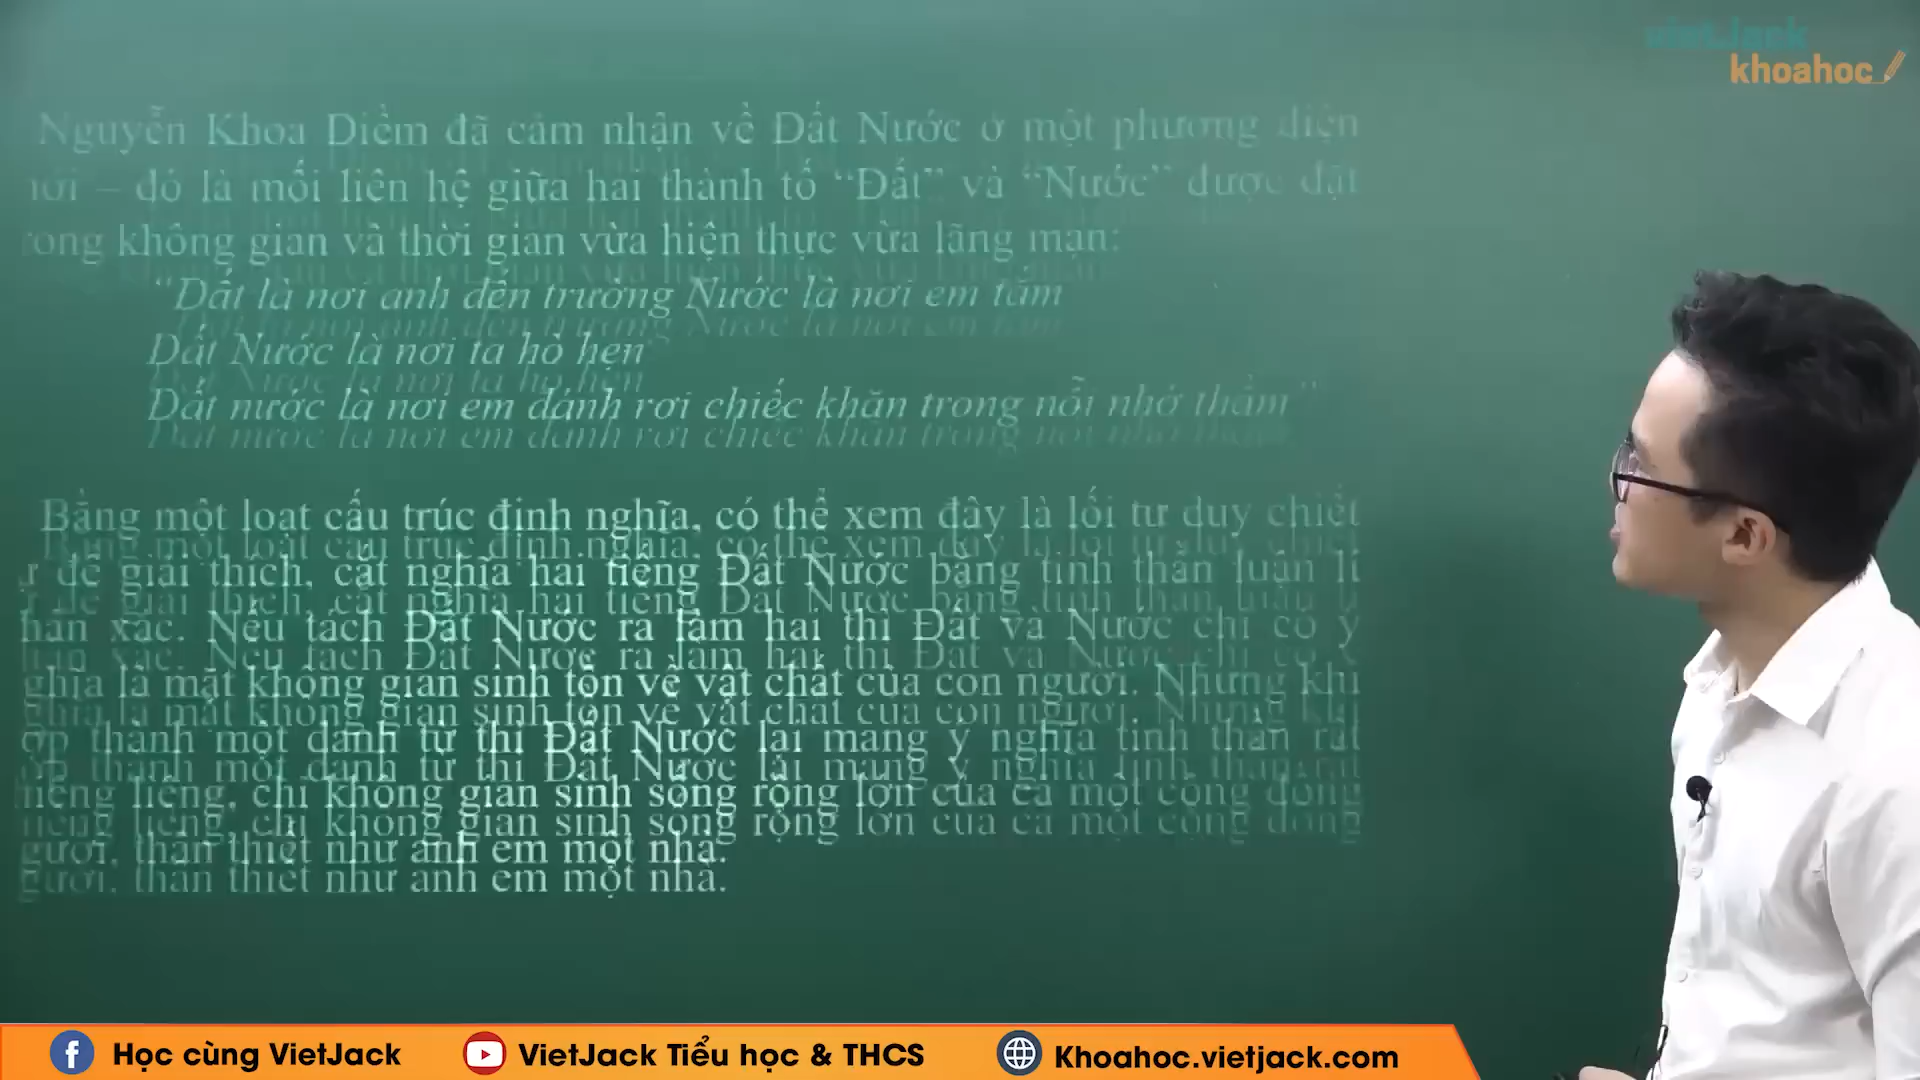 vietJack
khoahoc
Nguyễn Khoa Điềm đã cảm nhận về Đất Nước ở một phương diện
– đó là mối liên hệ giữa hai thành tố “Đất” và “Nước” được đặt
không gian và thời gian vừa hiện thực vừa lãng mạn:
“Đất là nơi anh đến trường Nước là nơi em tắm
Đất Nước là nơi ta hò hẹn
Đất nước là nơi em đánh rơi chiếc khăn trong nỗi nhớ thầm”
Bằng một loạt cấu trúc định nghĩa, có thể xem đây là lối tư duy chiết
để giải thích, cắt nghĩa hai tiếng Đất Nước bằng tinh thần luận lí
xác. Nếu tách Đất Nước ra làm hai thì Đất và Nước chỉ có ý
là mặt không gian sinh tồn về vật chất của con người. Nhưng khi
thành một danh từ thì Đất Nước lại mang ý nghĩa tinh thần rất
liêng, chỉ không gian sinh sống rộng lớn của cả một cộng đồng
thân thiết như anh em một nhà.
Học cùng VietJack
VietJack Tiểu học & THCS
Khoahoc.vietjack.com